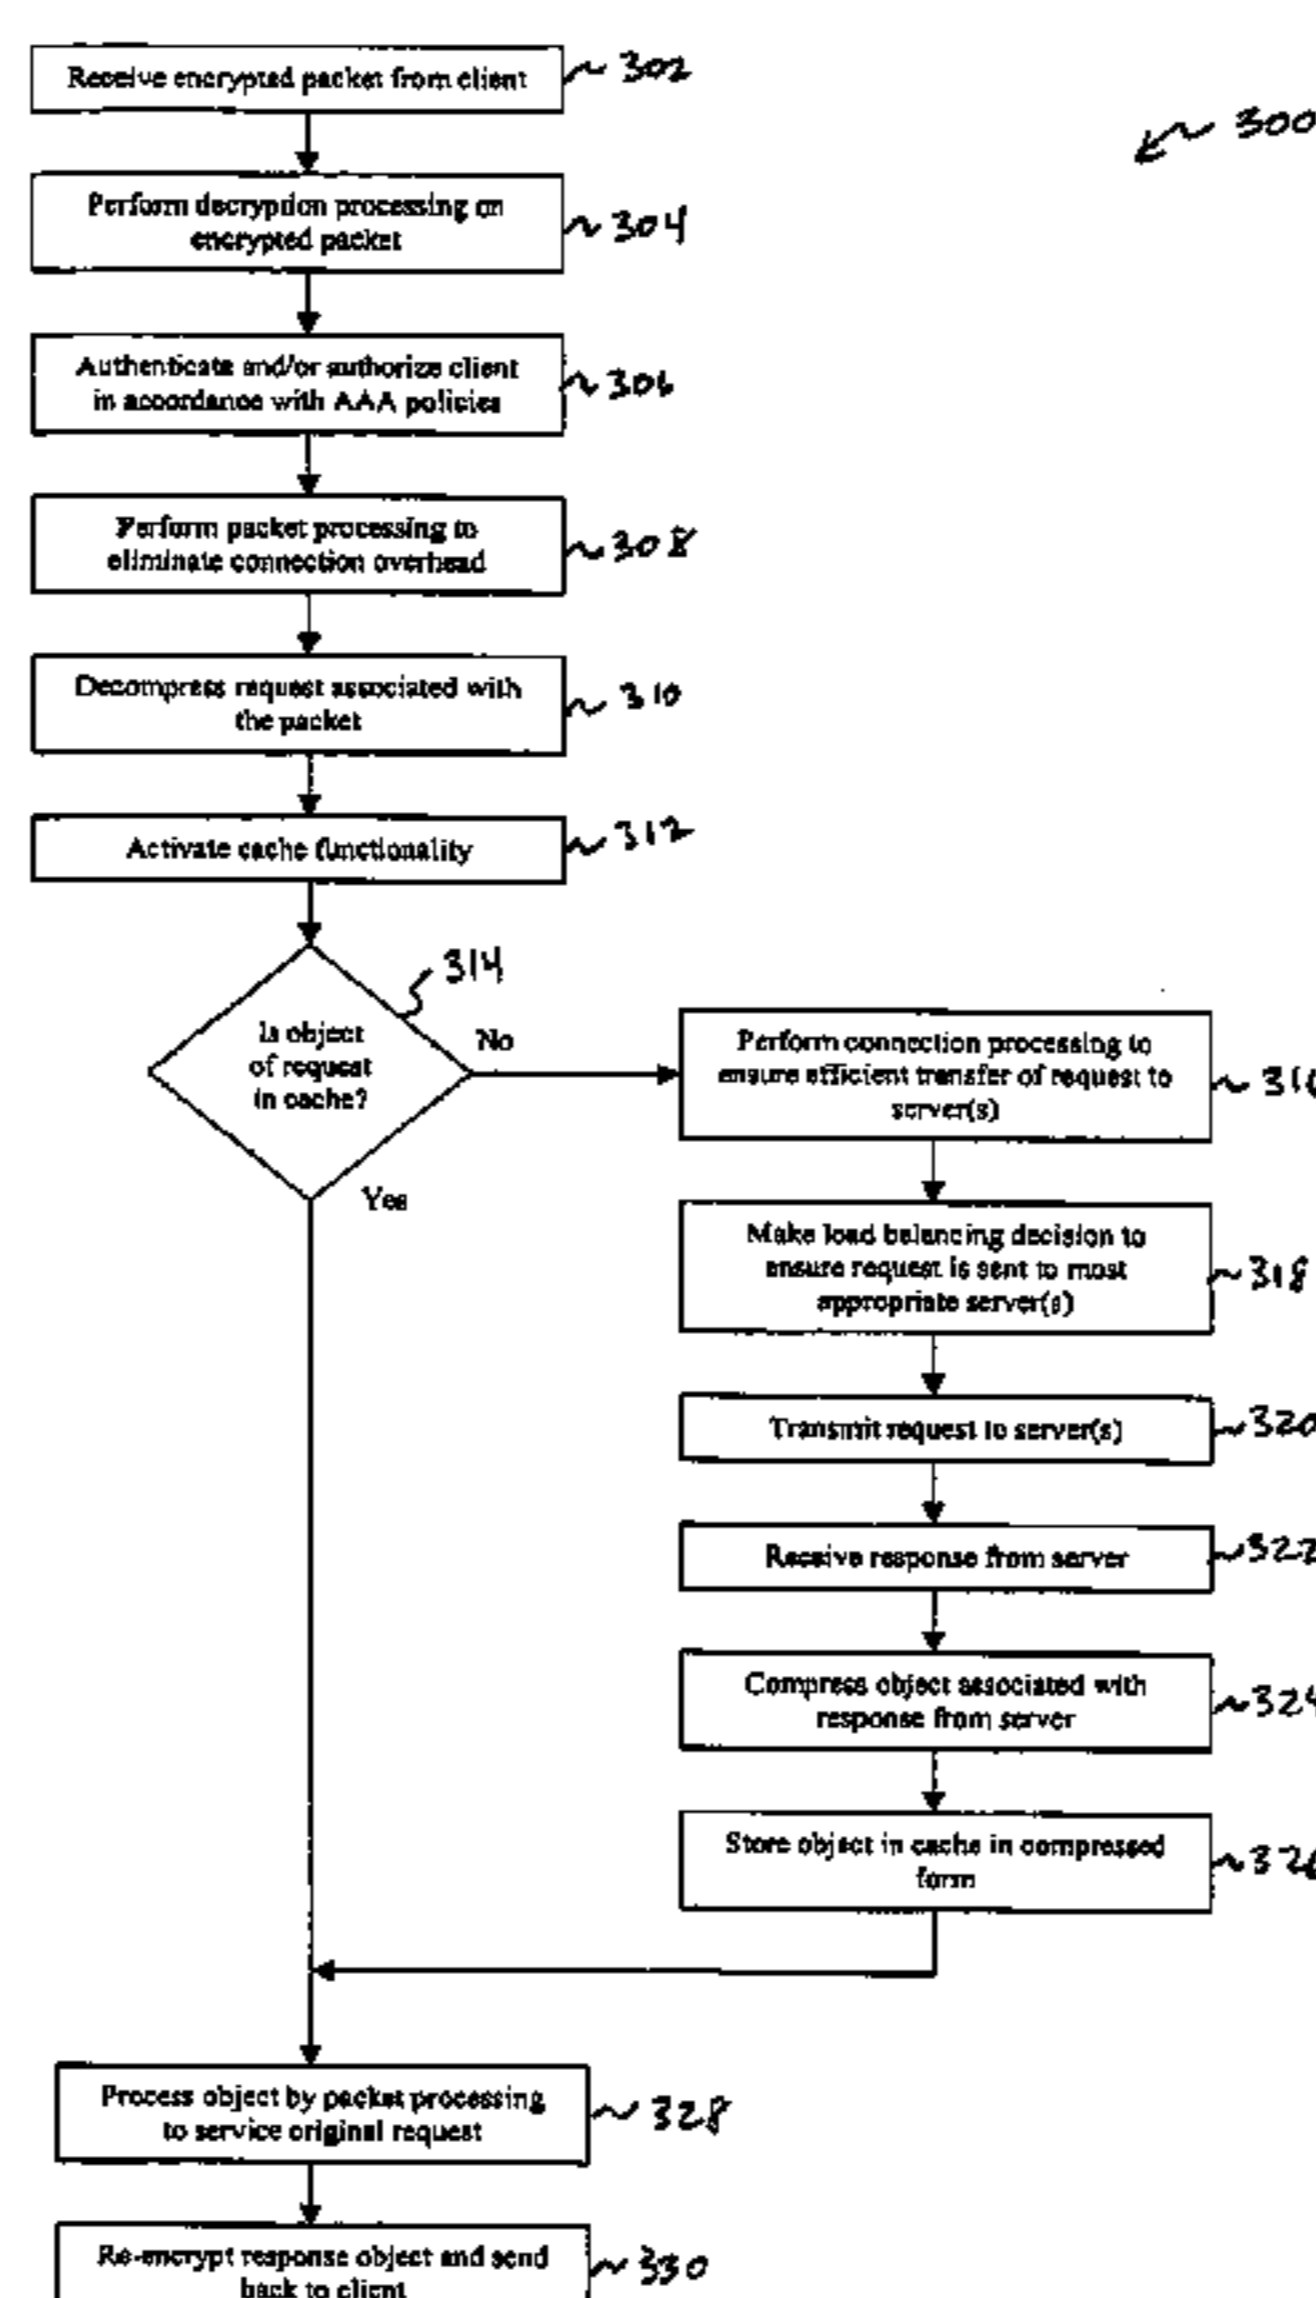 Receive encrypted packet from client
302
300
Perform decryption processing on
encrypted packet
304
Authenticate and/or authorize client
in accordance with AAA policies
306
Perform packet processing to
eliminate connection overhead
308
Decompress request associated with
the packet
310
Activate cache functionality
312
314
Is object
of request
in cache?
No
Yes
Perform connection processing to
ensure efficient transfer of request to
server(s)
316
Make load balancing decision to
ensure request is sent to most
appropriate server(s)
318
Transmit request to server(s)
320
Receive response from server
322
Compress object associated with
response from server
324
Store object in cache in compressed
form
326
Process object by packet processing
to service original request
328
Re-encrypt response object and send
back to client
330